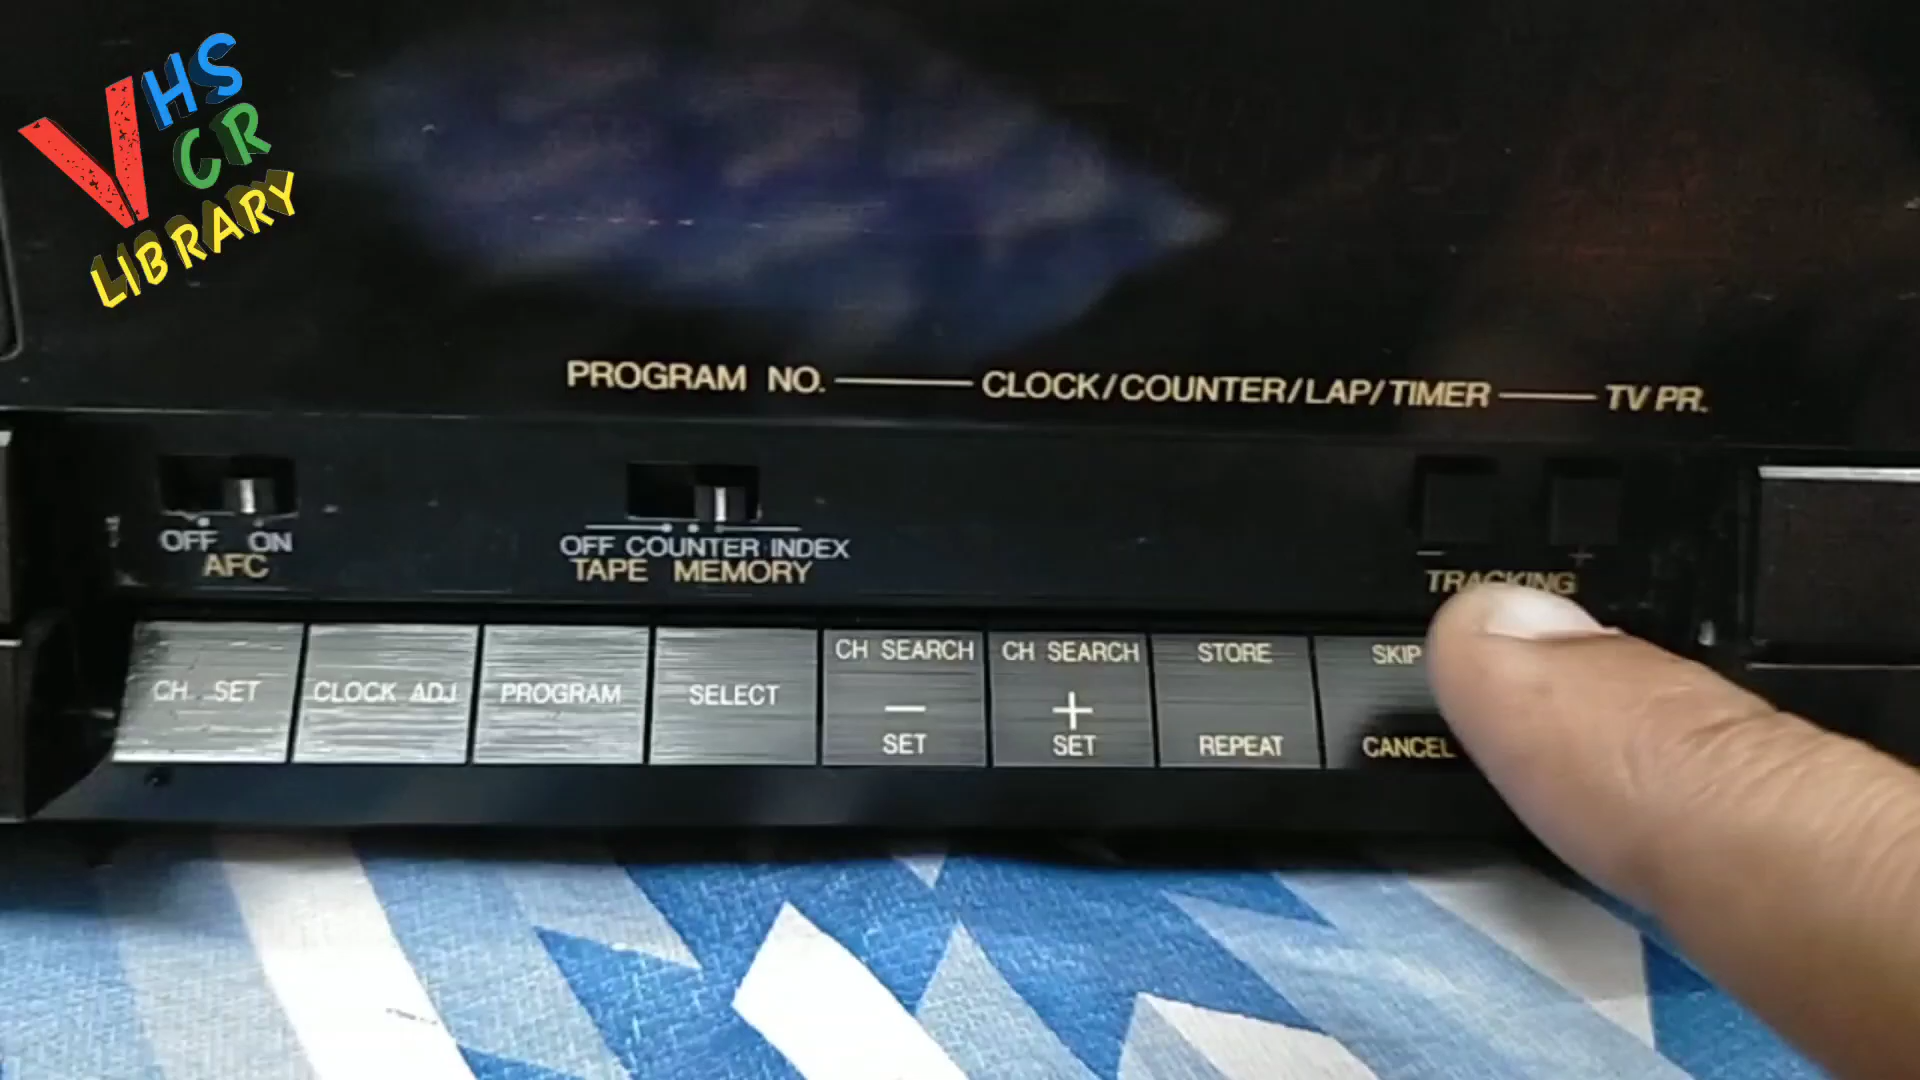 VHS
CR
LIBRARY
PROGRAM NO. CLOCK/COUNTER/LAP/TIMER TV PR.
OFF ON
AFC
OFF COUNTER INDEX
TAPE MEMORY
− +
TRACKING
CH SET
CLOCK ADJ
PROGRAM
SELECT
CH SEARCH
−
SET
CH SEARCH
+
SET
STORE
REPEAT
SKIP
CANCEL